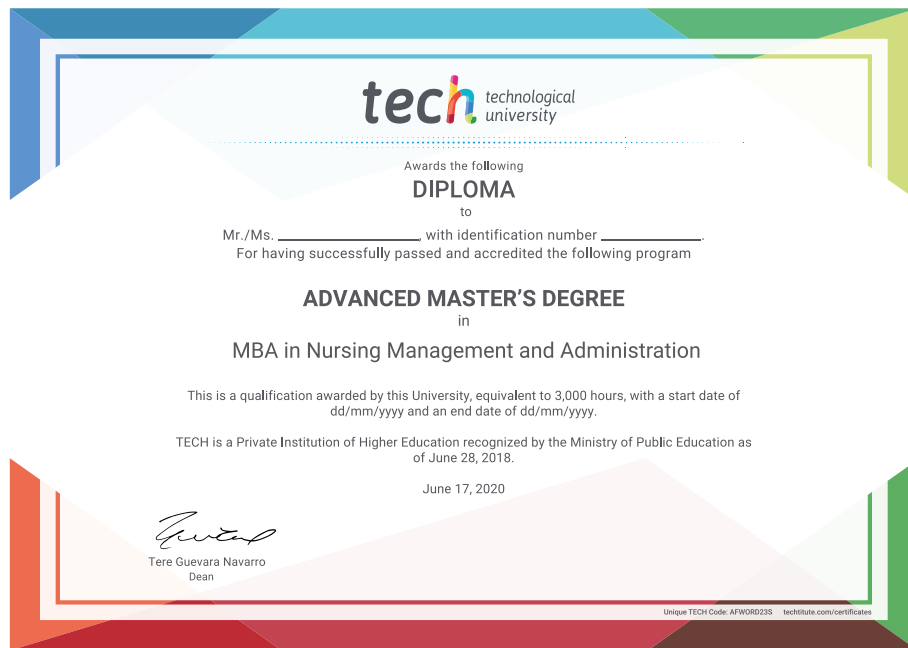 tech technological
university
Awards the following
DIPLOMA
to
Mr./Ms. ____________________, with identification number ______________.
For having successfully passed and accredited the following program
ADVANCED MASTER'S DEGREE
in
MBA in Nursing Management and Administration
This is a qualification awarded by this University, equivalent to 3,000 hours, with a start date of
dd/mm/yyyy and an end date of dd/mm/yyyy.
TECH is a Private Institution of Higher Education recognized by the Ministry of Public Education as
of June 28, 2018.
June 17, 2020
Tere Guevara Navarro
Dean
Unique TECH Code: AFWORD23S techtitute.com/certificates